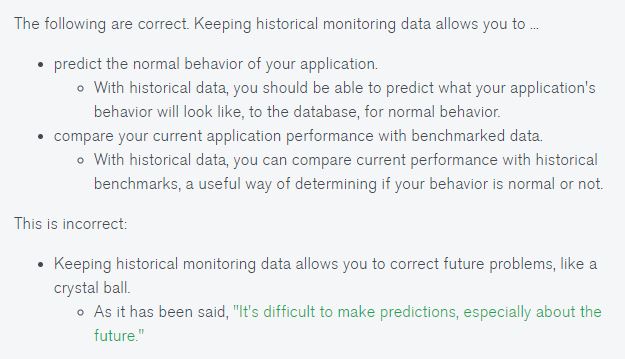 The following are correct. Keeping historical monitoring data allows you to ...
• predict the normal behavior of your application.
◦ With historical data, you should be able to predict what your application's
behavior will look like, to the database, for normal behavior.
• compare your current application performance with benchmarked data.
◦ With historical data, you can compare current performance with historical
benchmarks, a useful way of determining if your behavior is normal or not.
This is incorrect:
• Keeping historical monitoring data allows you to correct future problems, like a
crystal ball.
◦ As it has been said, "It's difficult to make predictions, especially about the
future."